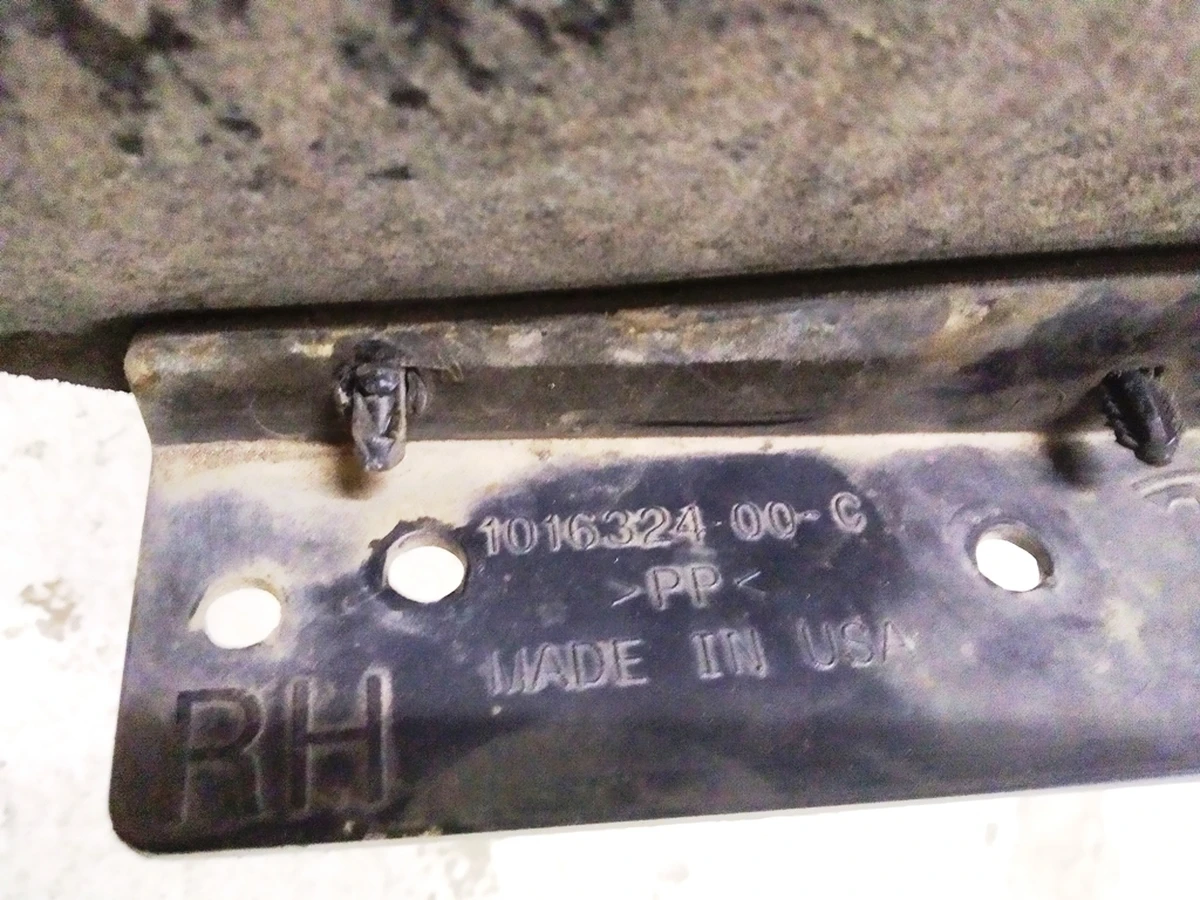 1016324-00-C
>PP<
MADE IN USA
RH